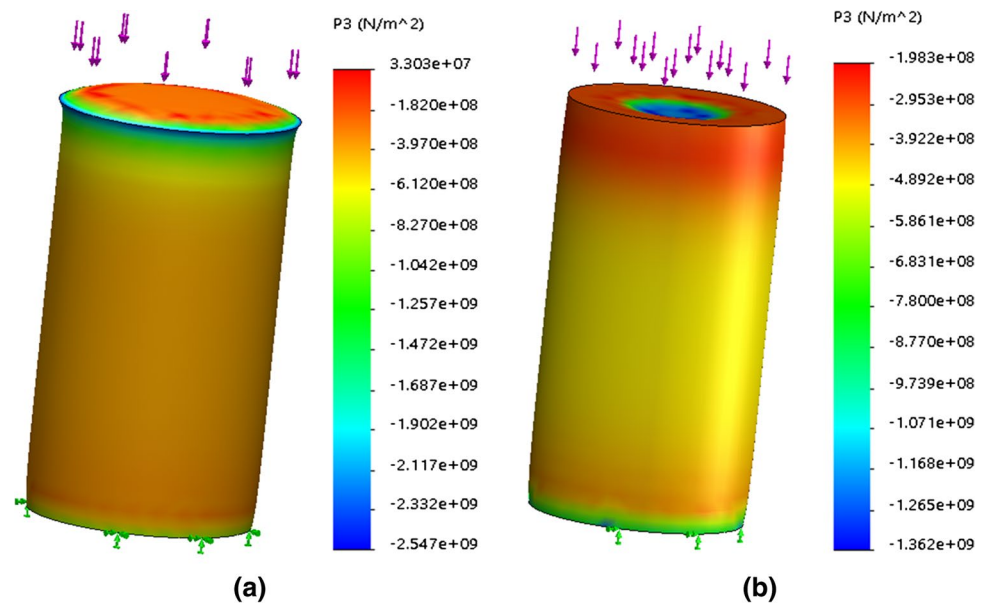 P3 (N/m^2)
3.303e+07
-1.820e+08
-3.970e+08
-6.120e+08
-8.270e+08
-1.042e+09
-1.257e+09
-1.472e+09
-1.687e+09
-1.902e+09
-2.117e+09
-2.332e+09
-2.547e+09
(a)
P3 (N/m^2)
-1.983e+08
-2.953e+08
-3.922e+08
-4.892e+08
-5.861e+08
-6.831e+08
-7.800e+08
-8.770e+08
-9.739e+08
-1.071e+09
-1.168e+09
-1.265e+09
-1.362e+09
(b)